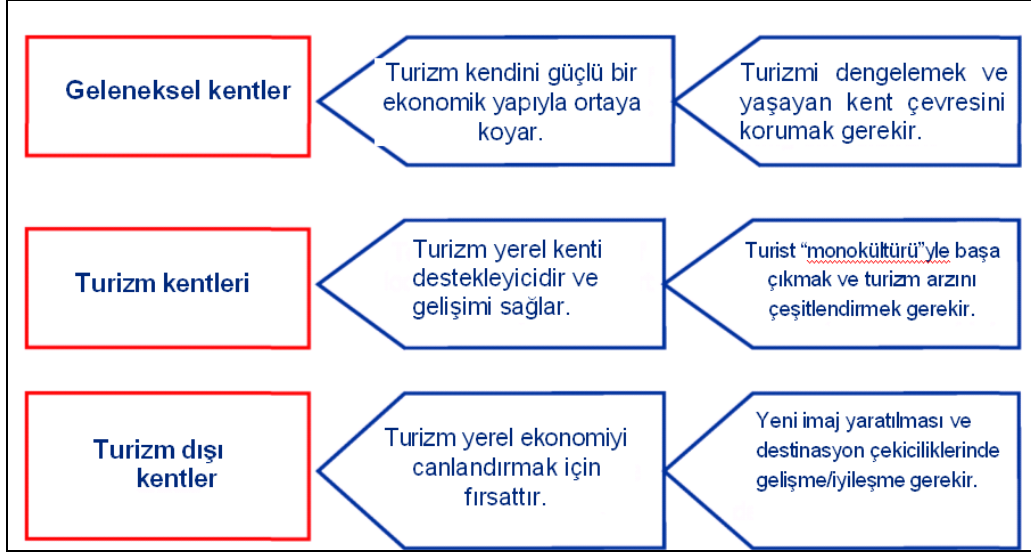 Geleneksel kentler
Turizm kendini güçlü bir
ekonomik yapıyla ortaya
koyar.
Turizmi dengelemek ve
yaşayan kent çevresini
korumak gerekir.
Turizm kentleri
Turizm yerel kenti
destekleyicidir ve
gelişimi sağlar.
Turist “monokültürü”yle başa
çıkmak ve turizm arzını
çeşitlendirmek gerekir.
Turizm dışı
kentler
Turizm yerel ekonomiyi
canlandırmak için
fırsattır.
Yeni imaj yaratılması ve
destinasyon çekiciliklerinde
gelişme/iyileşme gerekir.